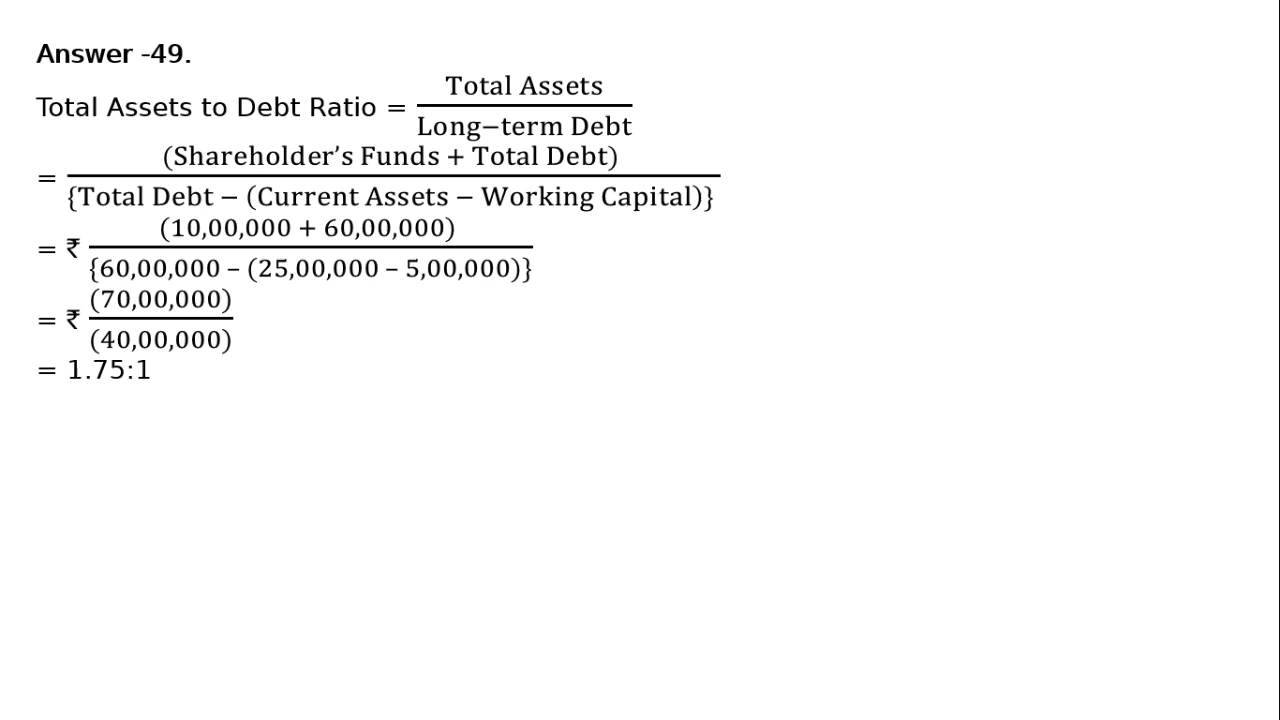 Answer -49.
Total Assets to Debt Ratio = Total Assets / Long−term Debt
= (Shareholder’s Funds + Total Debt) / {Total Debt − (Current Assets − Working Capital)}
= ₹ (10,00,000 + 60,00,000) / {60,00,000 – (25,00,000 – 5,00,000)}
= ₹ (70,00,000) / (40,00,000)
= 1.75:1